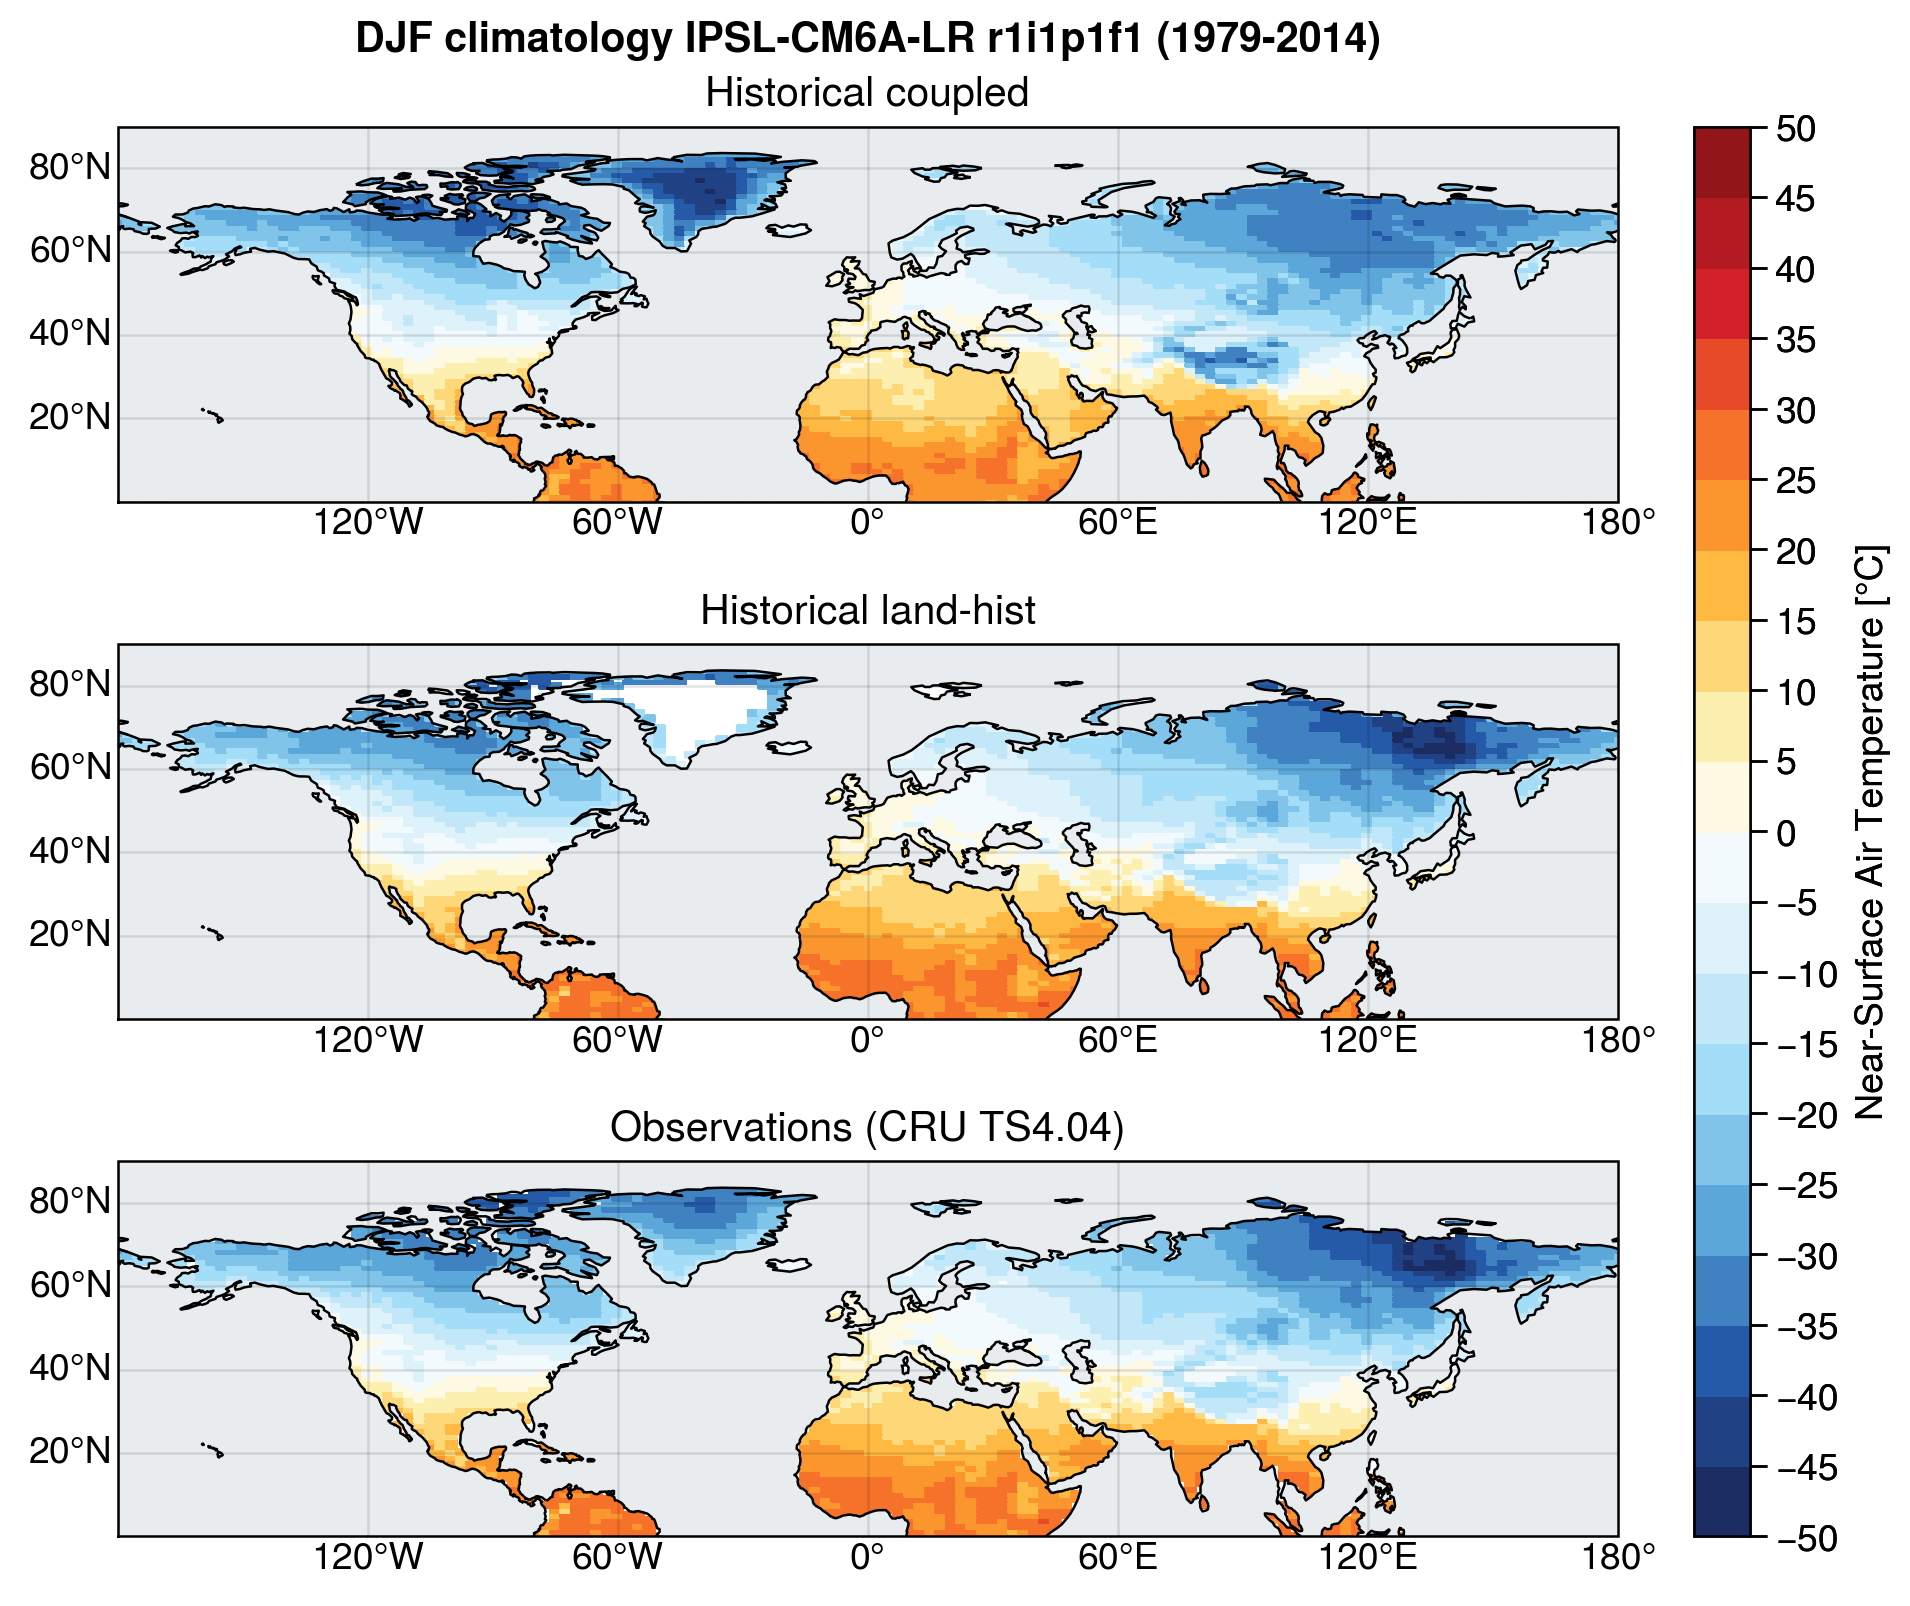 DJF climatology IPSL-CM6A-LR r1i1p1f1 (1979-2014)
Historical coupled
80°N
60°N
40°N
20°N
120°W 60°W 0° 60°E 120°E 180°
Historical land-hist
80°N
60°N
40°N
20°N
120°W 60°W 0° 60°E 120°E 180°
Observations (CRU TS4.04)
80°N
60°N
40°N
20°N
120°W 60°W 0° 60°E 120°E 180°
50
45
40
35
30
25
20
15
10
5
0
−5
−10
−15
−20
−25
−30
−35
−40
−45
−50
Near-Surface Air Temperature [°C]